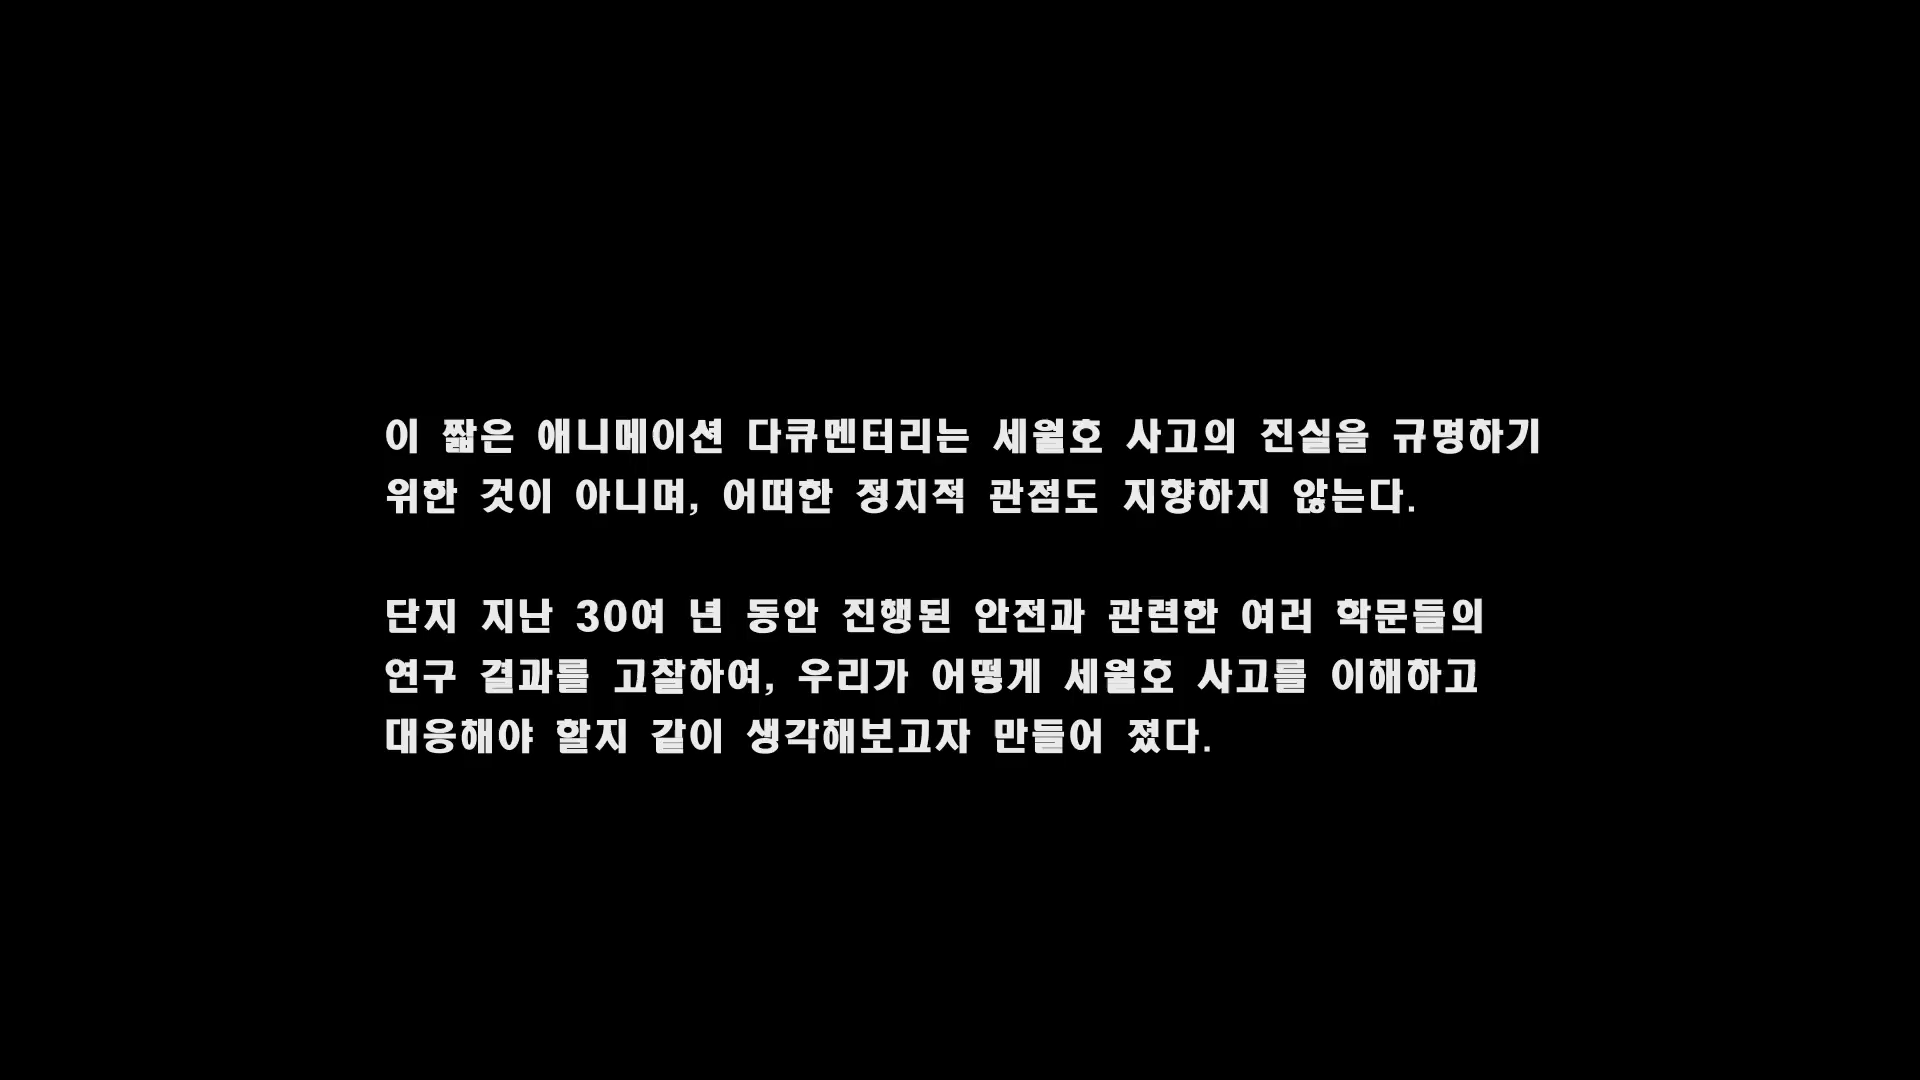 이 짧은 애니메이션 다큐멘터리는 세월호 사고의 진실을 규명하기
위한 것이 아니며, 어떠한 정치적 관점도 지향하지 않는다.
단지 지난 30여 년 동안 진행된 안전과 관련한 여러 학문들의
연구 결과를 고찰하여, 우리가 어떻게 세월호 사고를 이해하고
대응해야 할지 같이 생각해보고자 만들어 졌다.